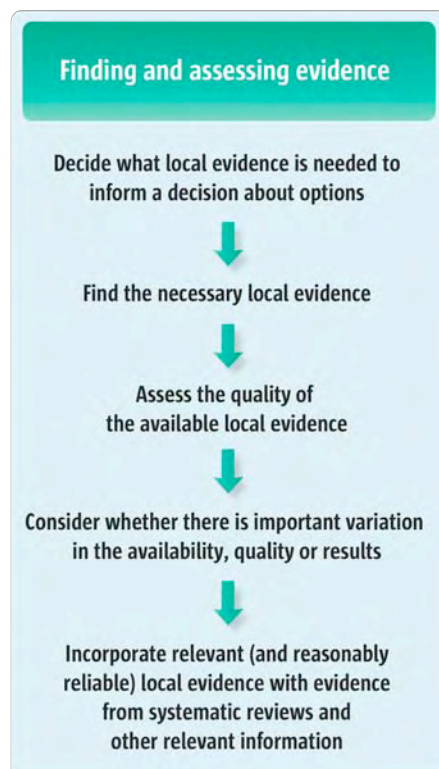 Finding and assessing evidence
Decide what local evidence is needed to
inform a decision about options
Find the necessary local evidence
Assess the quality of
the available local evidence
Consider whether there is important variation
in the availability, quality or results
Incorporate relevant (and reasonably
reliable) local evidence with evidence
from systematic reviews and
other relevant information